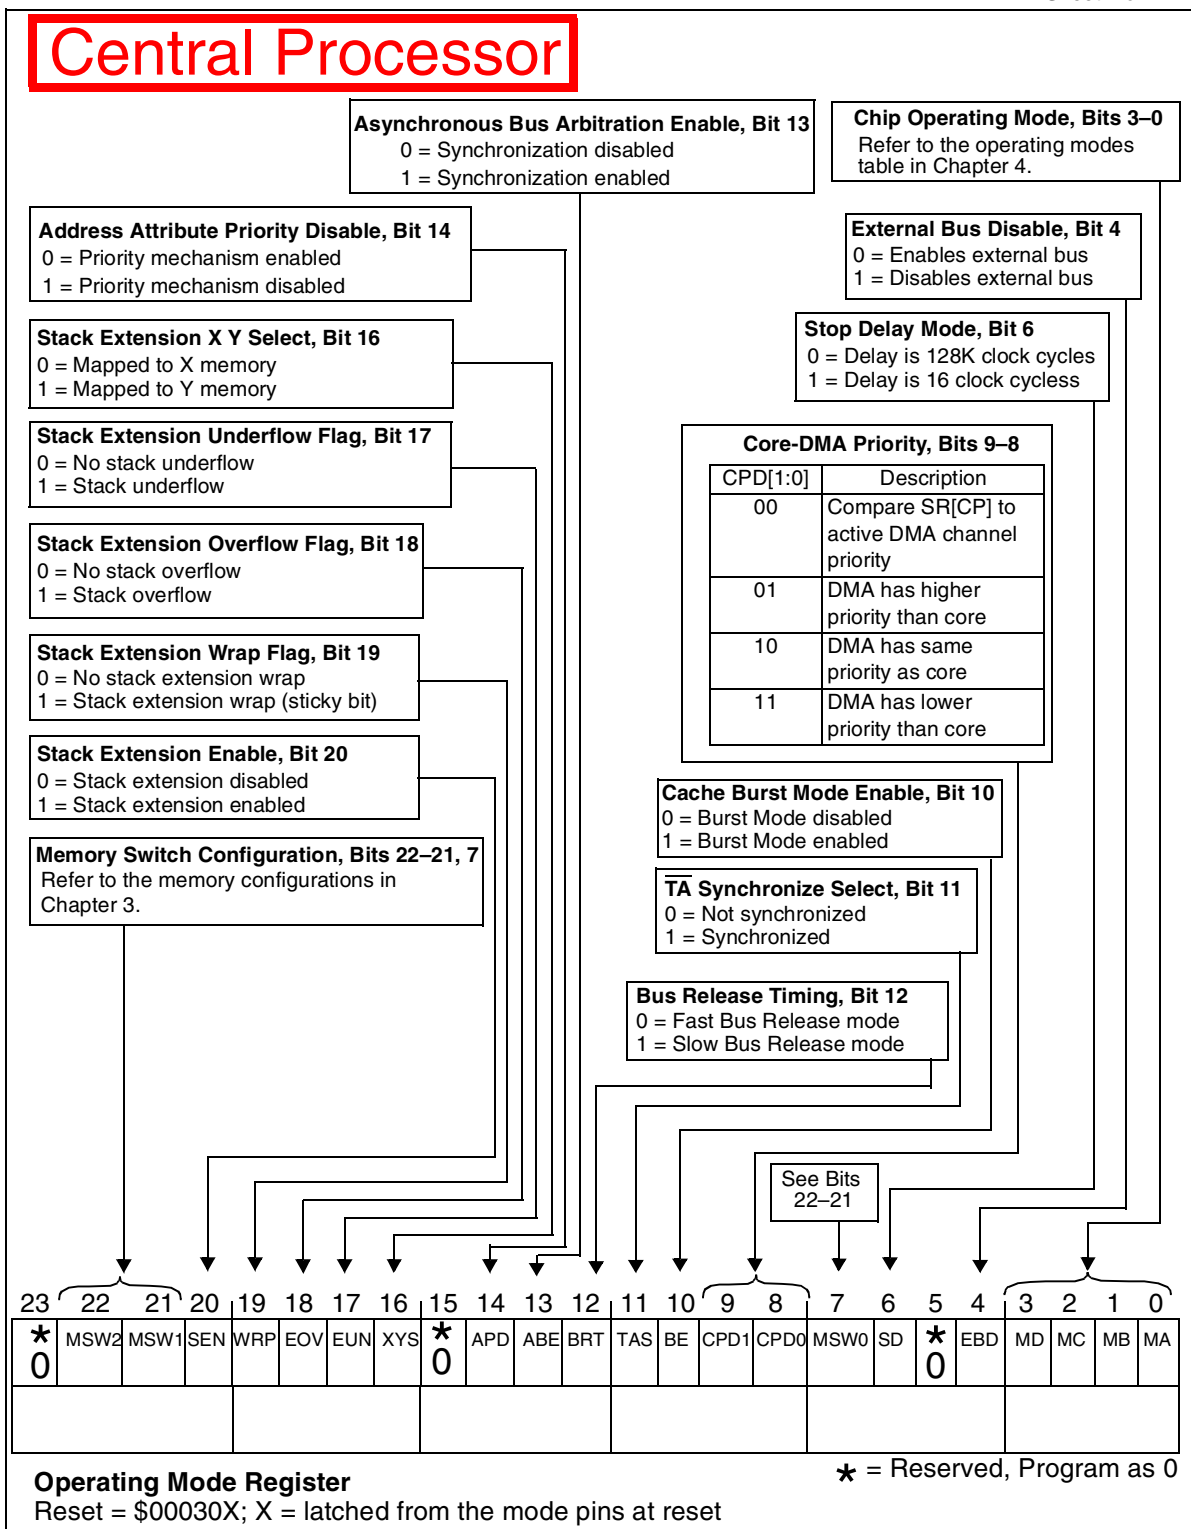 Central Processor
Asynchronous Bus Arbitration Enable, Bit 13
0 = Synchronization disabled
1 = Synchronization enabled
Chip Operating Mode, Bits 3–0
Refer to the operating modes
table in Chapter 4.
Address Attribute Priority Disable, Bit 14
0 = Priority mechanism enabled
1 = Priority mechanism disabled
External Bus Disable, Bit 4
0 = Enables external bus
1 = Disables external bus
Stack Extension X Y Select, Bit 16
0 = Mapped to X memory
1 = Mapped to Y memory
Stop Delay Mode, Bit 6
0 = Delay is 128K clock cycles
1 = Delay is 16 clock cycless
Stack Extension Underflow Flag, Bit 17
0 = No stack underflow
1 = Stack underflow
Core-DMA Priority, Bits 9–8
CPD[1:0] Description
00 Compare SR[CP] to
active DMA channel
priority
01 DMA has higher
priority than core
10 DMA has same
priority as core
11 DMA has lower
priority than core
Stack Extension Overflow Flag, Bit 18
0 = No stack overflow
1 = Stack overflow
Stack Extension Wrap Flag, Bit 19
0 = No stack extension wrap
1 = Stack extension wrap (sticky bit)
Stack Extension Enable, Bit 20
0 = Stack extension disabled
1 = Stack extension enabled
Cache Burst Mode Enable, Bit 10
0 = Burst Mode disabled
1 = Burst Mode enabled
Memory Switch Configuration, Bits 22–21, 7
Refer to the memory configurations in
Chapter 3.
TA Synchronize Select, Bit 11
0 = Not synchronized
1 = Synchronized
Bus Release Timing, Bit 12
0 = Fast Bus Release mode
1 = Slow Bus Release mode
See Bits
22–21
23 22 21 20 19 18 17 16 15 14 13 12 11 10 9 8 7 6 5 4 3 2 1 0
* MSW2 MSW1 SEN WRP EOV EUN XYS * APD ABE BRT TAS BE CPD1 CPD0 MSW0 SD * EBD MD MC MB MA
0 0 0
Operating Mode Register
* = Reserved, Program as 0
Reset = $00030X; X = latched from the mode pins at reset